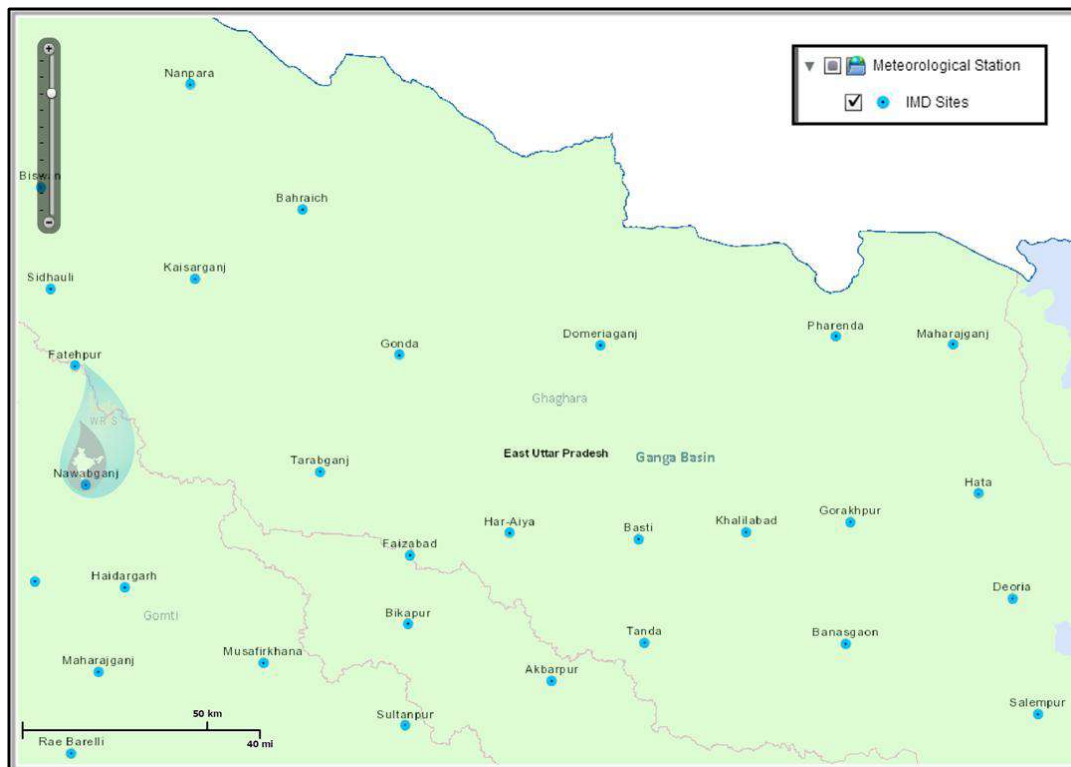 Nanpara
Meteorological Station
IMD Sites
Biswan
Bahraich
Kaisarganj
Sidhauli
Fatehpur
Gonda
Domeriaganj
Pharenda
Maharajganj
Ghaghara
WRIS
East Uttar Pradesh
Ganga Basin
Nawabganj
Tarabganj
Hata
Har-Aiya
Basti
Khalilabad
Gorakhpur
Faizabad
Haidargarh
Deoria
Gomti
Bikapur
Tanda
Banasgaon
Maharajganj
Musafirkhana
Akbarpur
Salempur
50 km
40 mi
Sultanpur
Rae Barelli